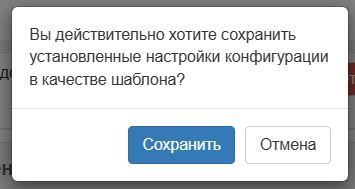 Вы действительно хотите сохранить
установленные настройки конфигурации
в качестве шаблона?
Сохранить
Отмена